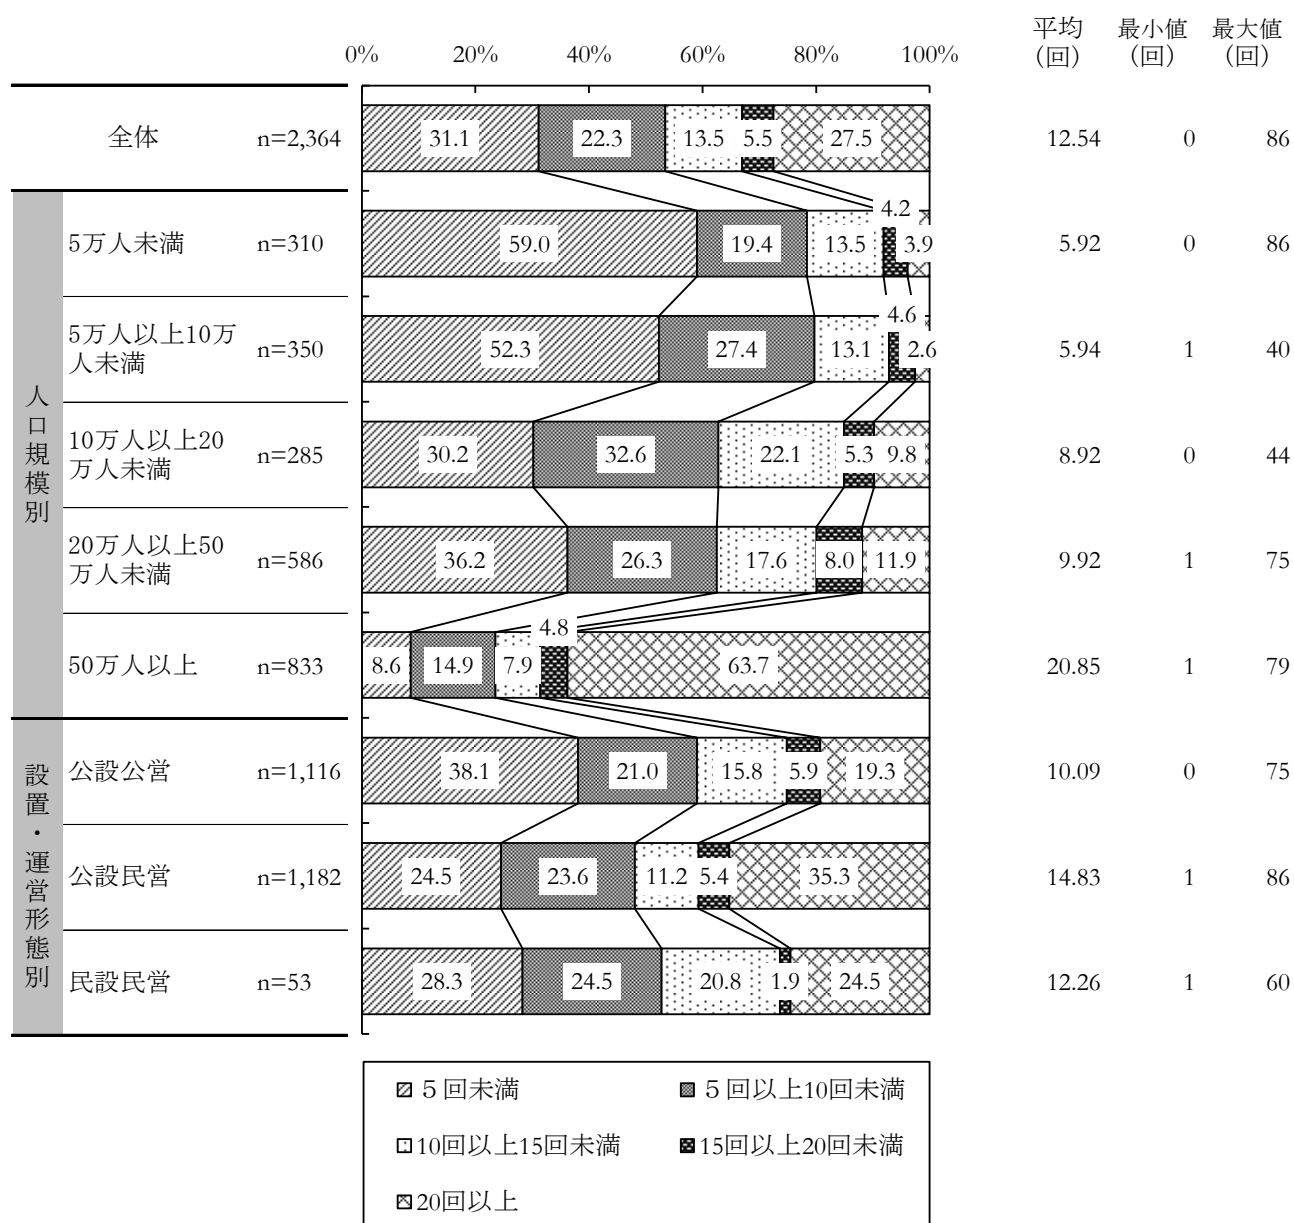 平均 最小値 最大値
（回） （回） （回）
0% 20% 40% 60% 80% 100%
全体 n=2,364 31.1 22.3 13.5 5.5 27.5 12.54 0 86
人口規模別
5万人未満 n=310 59.0 19.4 13.5 4.2 3.9 5.92 0 86
5万人以上10万
人未満 n=350 52.3 27.4 13.1 4.6 2.6 5.94 1 40
10万人以上20
万人未満 n=285 30.2 32.6 22.1 5.3 9.8 8.92 0 44
20万人以上50
万人未満 n=586 36.2 26.3 17.6 8.0 11.9 9.92 1 75
50万人以上 n=833 8.6 14.9 7.9 4.8 63.7 20.85 1 79
設置・運営形態別
公設公営 n=1,116 38.1 21.0 15.8 5.9 19.3 10.09 0 75
公設民営 n=1,182 24.5 23.6 11.2 5.4 35.3 14.83 1 86
民設民営 n=53 28.3 24.5 20.8 1.9 24.5 12.26 1 60
５回未満 ５回以上10回未満
10回以上15回未満 15回以上20回未満
20回以上